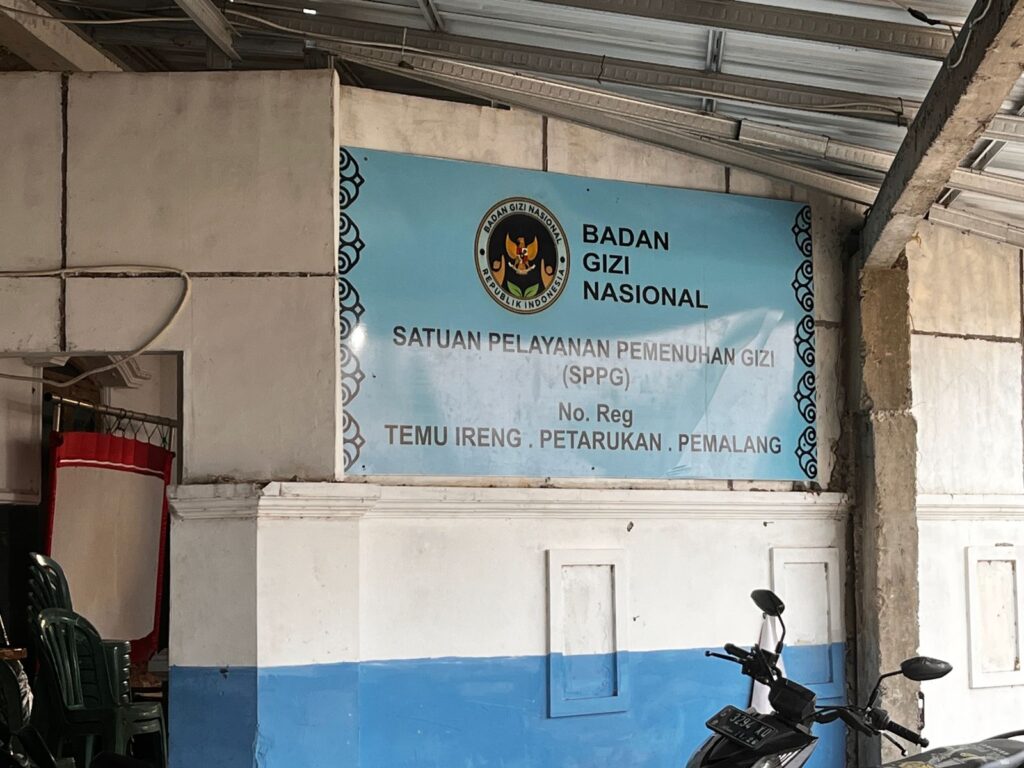 BADAN GIZI NASIONAL
REPUBLIK INDONESIA
BADAN
GIZI
NASIONAL
SATUAN PELAYANAN PEMENUHAN GIZI
(SPPG)
No. Reg
TEMU IRENG . PETARUKAN . PEMALANG